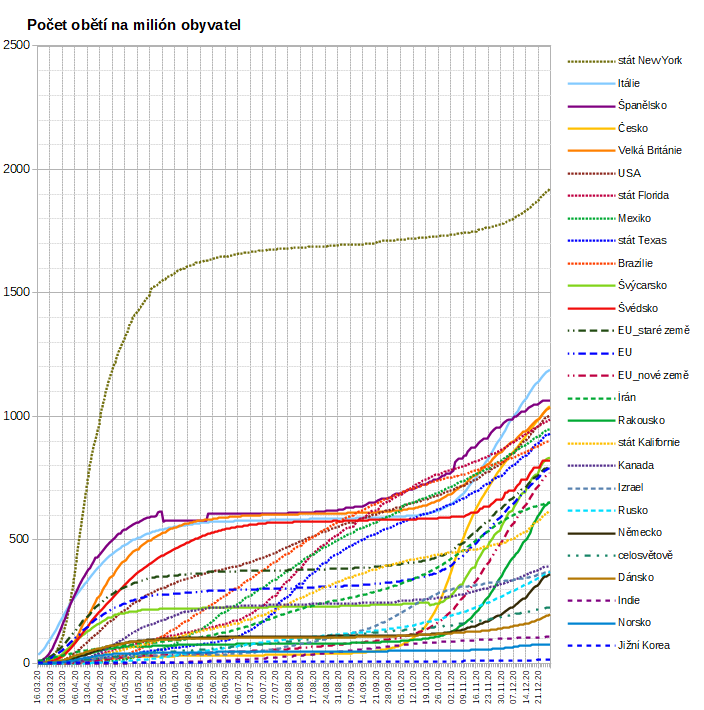 Počet obětí na milión obyvatel
2500
2000
1500
1000
500
0
16.03.20
23.03.20
30.03.20
06.04.20
13.04.20
20.04.20
27.04.20
04.05.20
11.05.20
18.05.20
25.05.20
01.06.20
08.06.20
15.06.20
22.06.20
29.06.20
06.07.20
13.07.20
20.07.20
27.07.20
03.08.20
10.08.20
17.08.20
24.08.20
31.08.20
07.09.20
14.09.20
21.09.20
28.09.20
05.10.20
12.10.20
19.10.20
26.10.20
02.11.20
09.11.20
16.11.20
23.11.20
30.11.20
07.12.20
14.12.20
21.12.20
stát NewYork
Itálie
Španělsko
Česko
Velká Británie
USA
stát Florida
Mexiko
stát Texas
Brazílie
Švýcarsko
Švédsko
EU_staré země
EU
EU_nové země
Írán
Rakousko
stát Kalifornie
Kanada
Izrael
Rusko
Německo
celosvětově
Dánsko
Indie
Norsko
Jižní Korea